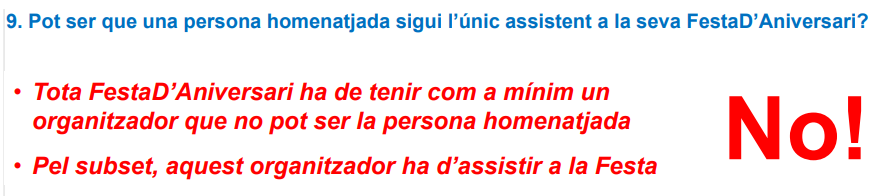 9. Pot ser que una persona homenatjada sigui l’únic assistent a la seva FestaD’Aniversari?
• Tota FestaD’Aniversari ha de tenir com a mínim un
organitzador que no pot ser la persona homenatjada
• Pel subset, aquest organitzador ha d’assistir a la Festa
No!